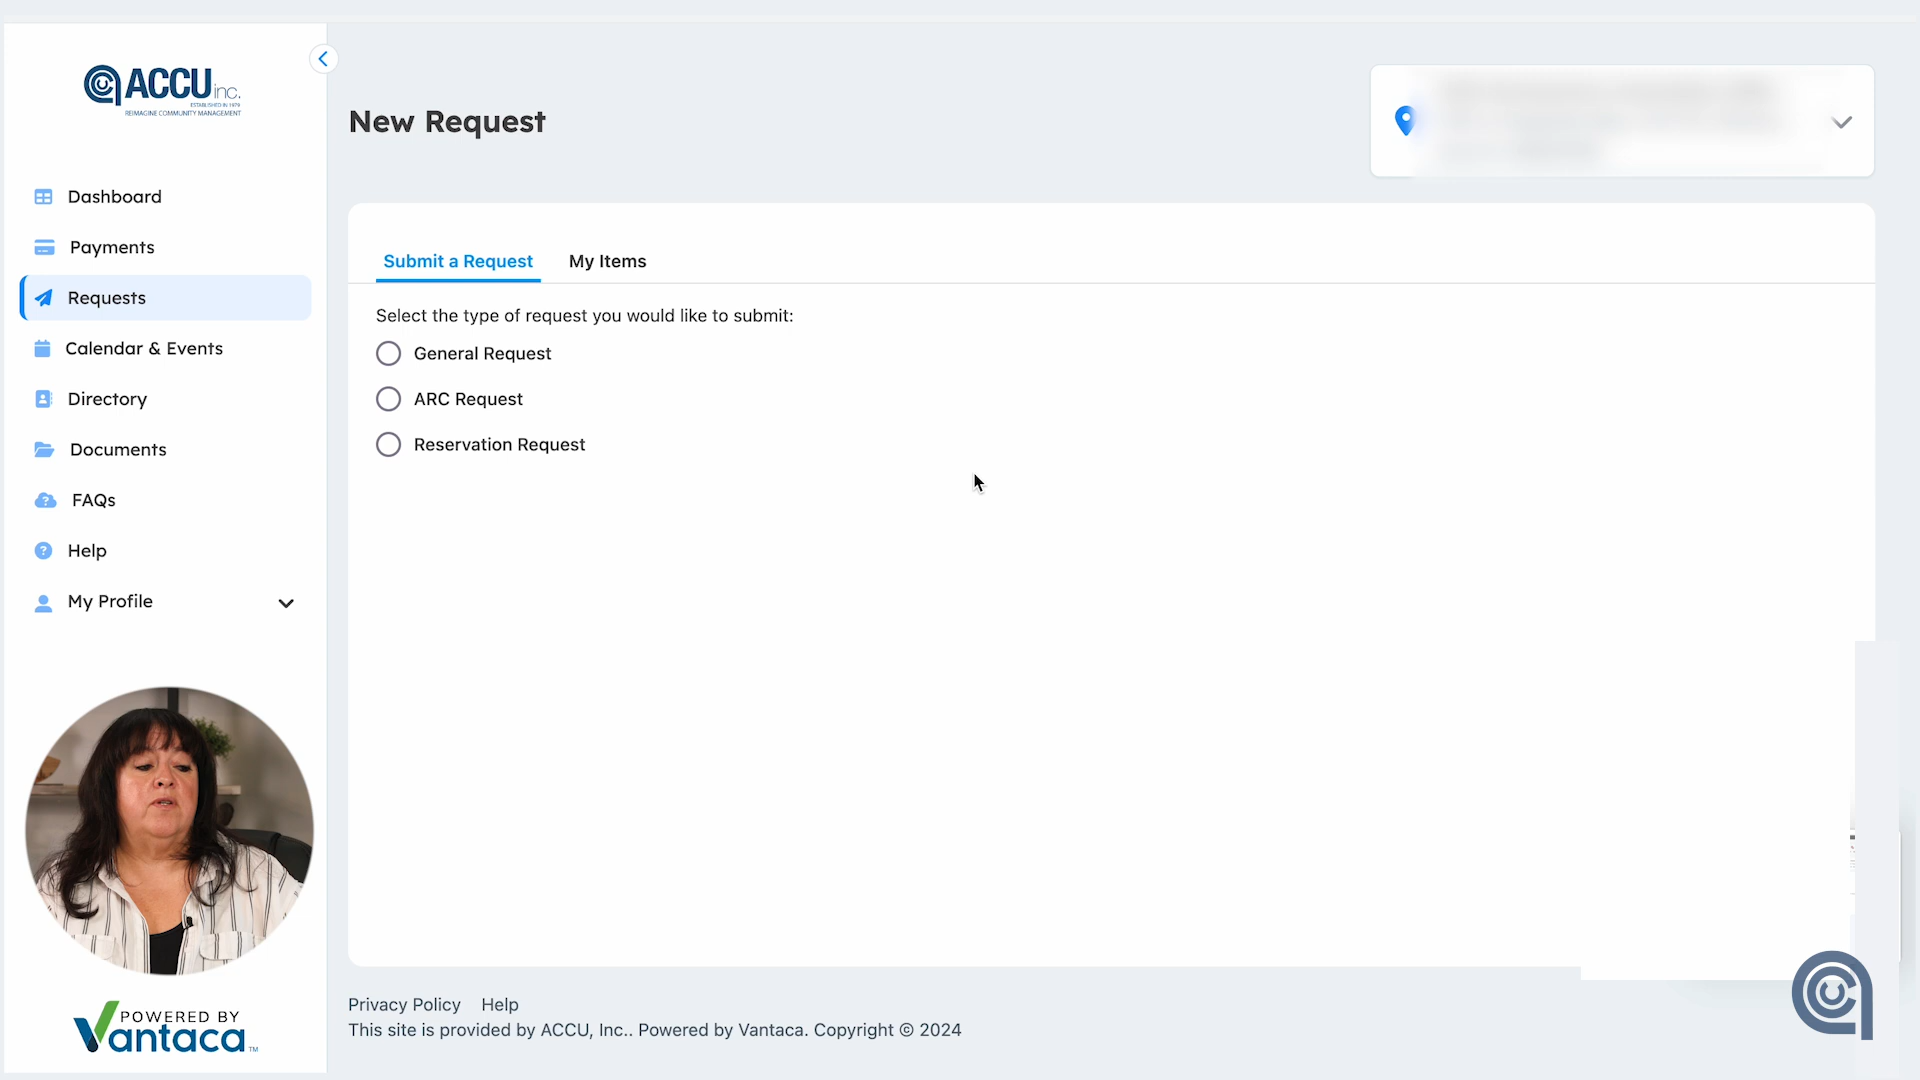 ACCU inc.
ESTABLISHED IN 1979
REIMAGINE COMMUNITY MANAGEMENT
Dashboard
Payments
Requests
Calendar & Events
Directory
Documents
FAQs
Help
My Profile
POWERED BY
Vantaca TM
New Request
Submit a Request My Items
Select the type of request you would like to submit:
General Request
ARC Request
Reservation Request
Privacy Policy Help
This site is provided by ACCU, Inc.. Powered by Vantaca. Copyright © 2024